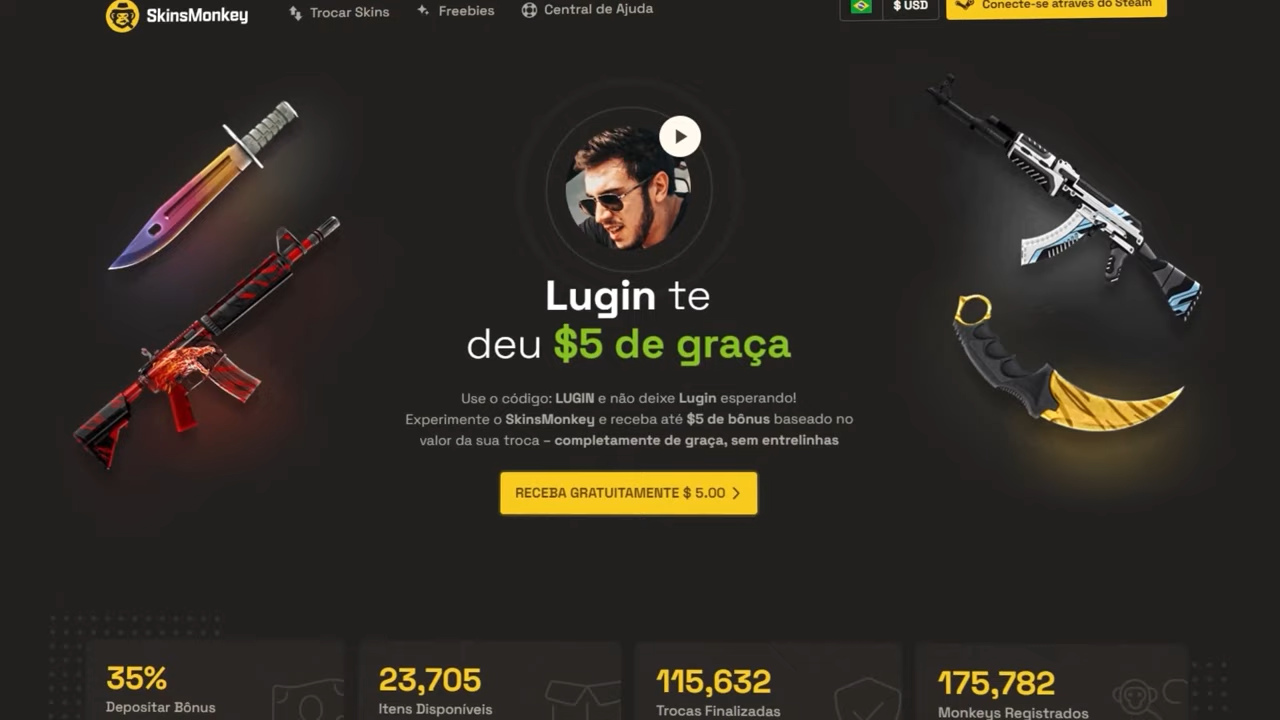 SkinsMonkey
Trocar Skins
Freebies
Central de Ajuda
$ USD
Conecte-se através do Steam
Lugin te
deu $5 de graça
Use o código: LUGIN e não deixe Lugin esperando!
Experimente o SkinsMonkey e receba até $5 de bônus baseado no
valor da sua troca – completamente de graça, sem entrelinhas
RECEBA GRATUITAMENTE $ 5.00
35%
Depositar Bônus
23,705
Itens Disponíveis
115,632
Trocas Finalizadas
175,782
Monkeys Registrados